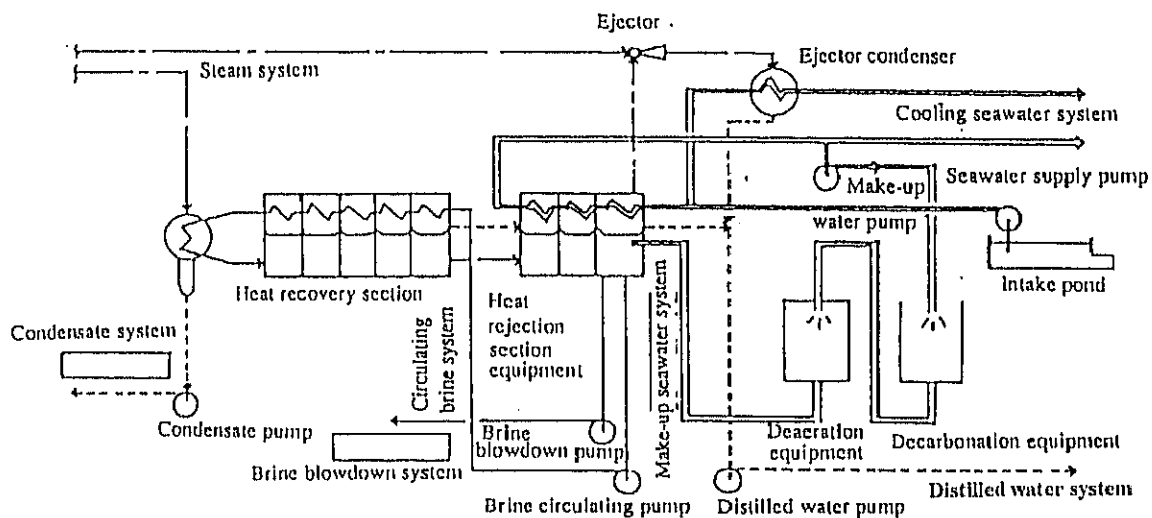 Ejector
Steam system
Ejector condenser
Cooling seawater system
Make-up
water pump
Seawater supply pump
Intake pond
Heat recovery section
Heat
rejection
section
equipment
Circulating
brine system
Make-up seawater system
Condensate system
Condensate pump
Brine
blowdown pump
Brine blowdown system
Deaeration
equipment
Decarbonation equipment
Brine circulating pump
Distilled water pump
Distilled water system